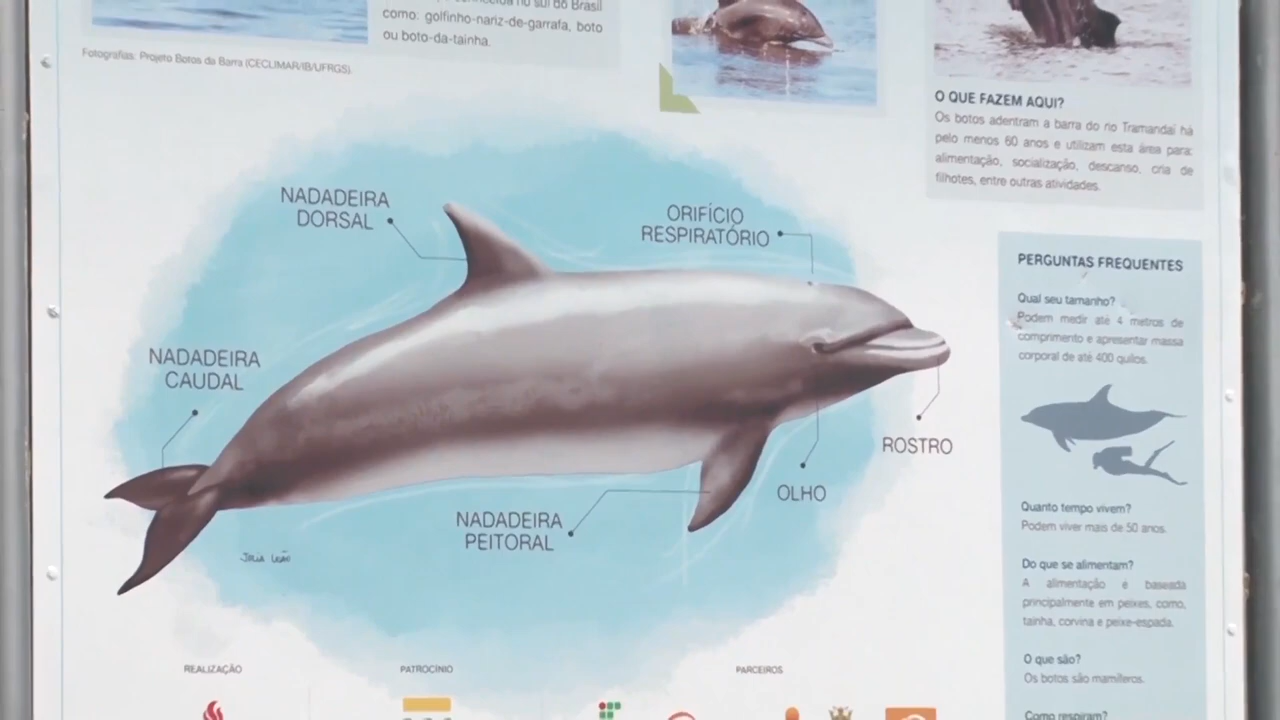 sul do Brasil
como: golfinho-nariz-de-garrafa, boto
ou boto-da-tainha.
Fotografias: Projeto Botos da Barra (CECLIMAR/IB/UFRGS).
O QUE FAZEM AQUI?
Os botos adentram a barra do rio Tramandaí há
pelo menos 60 anos e utilizam esta área para:
alimentação, socialização, descanso, cria de
filhotes, entre outras atividades.
NADADEIRA
DORSAL
ORIFÍCIO
RESPIRATÓRIO
NADADEIRA
CAUDAL
ROSTRO
OLHO
NADADEIRA
PEITORAL
PERGUNTAS FREQUENTES
Qual seu tamanho?
Podem medir até 4 metros de
comprimento e apresentar massa
corporal de até 400 quilos.
Quanto tempo vivem?
Podem viver mais de 50 anos.
Do que se alimentam?
A alimentação é baseada
principalmente em peixes, como,
tainha, corvina e peixe-espada.
O que são?
Os botos são mamíferos.
Como respiram?
REALIZAÇÃO
PATROCÍNIO
PARCEIROS